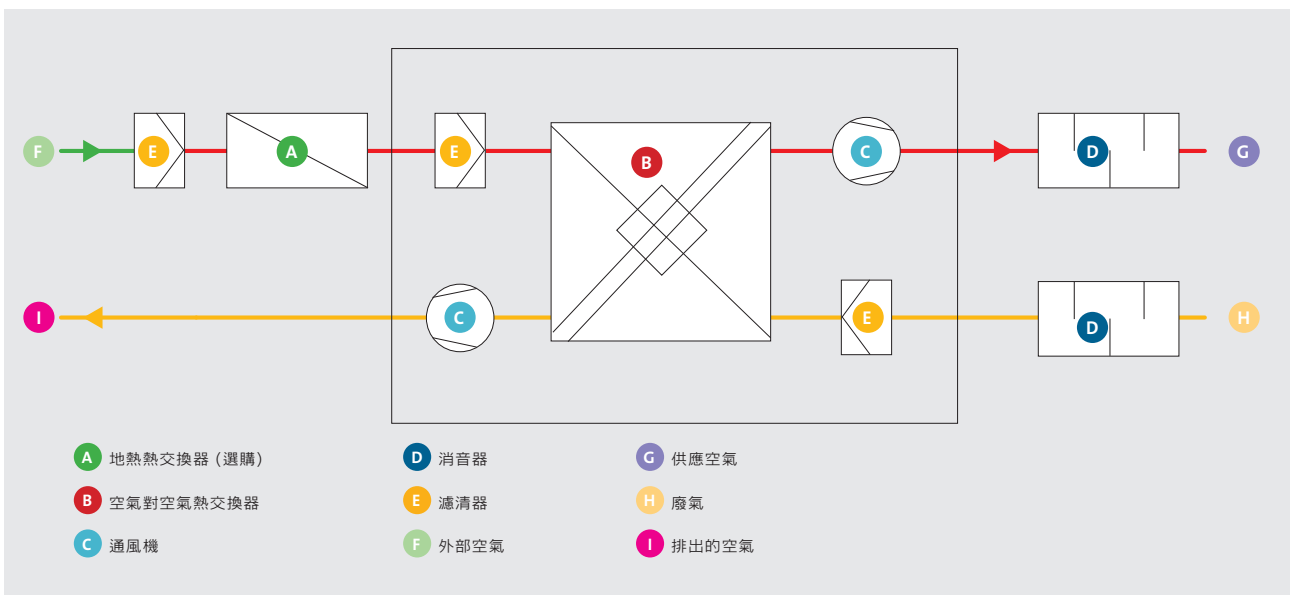 F
E
A
E
B
C
D
G
I
C
E
D
H
A 地熱熱交換器 (選購)
B 空氣對空氣熱交換器
C 通風機
D 消音器
E 濾清器
F 外部空氣
G 供應空氣
H 廢氣
I 排出的空氣